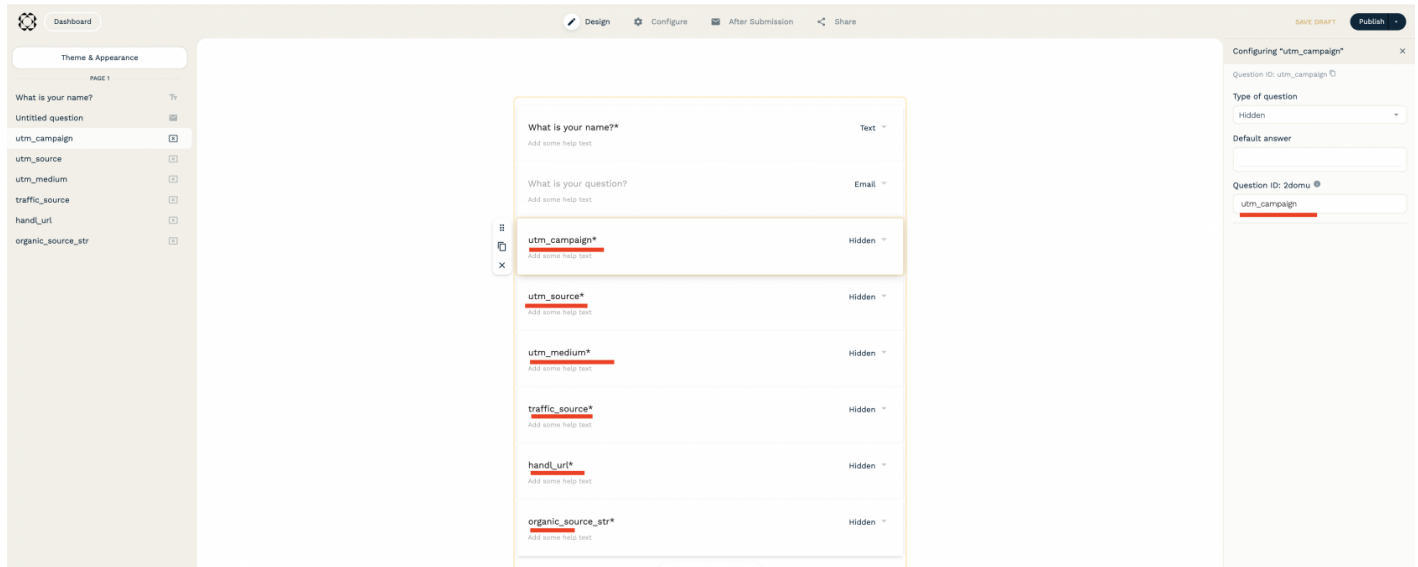 Dashboard
Design
Configure
After Submission
Share
SAVE DRAFT
Publish
Theme & Appearance
PAGE 1
What is your name?
Untitled question
utm_campaign
utm_source
utm_medium
traffic_source
handl_url
organic_source_str
What is your name?*
Text
Add some help text
What is your question?
Email
Add some help text
utm_campaign*
Hidden
Add some help text
utm_source*
Hidden
Add some help text
utm_medium*
Hidden
Add some help text
traffic_source*
Hidden
Add some help text
handl_url*
Hidden
Add some help text
organic_source_str*
Hidden
Add some help text
Configuring “utm_campaign”
Question ID: utm_campaign
Type of question
Hidden
Default answer
Question ID: 2domu
utm_campaign